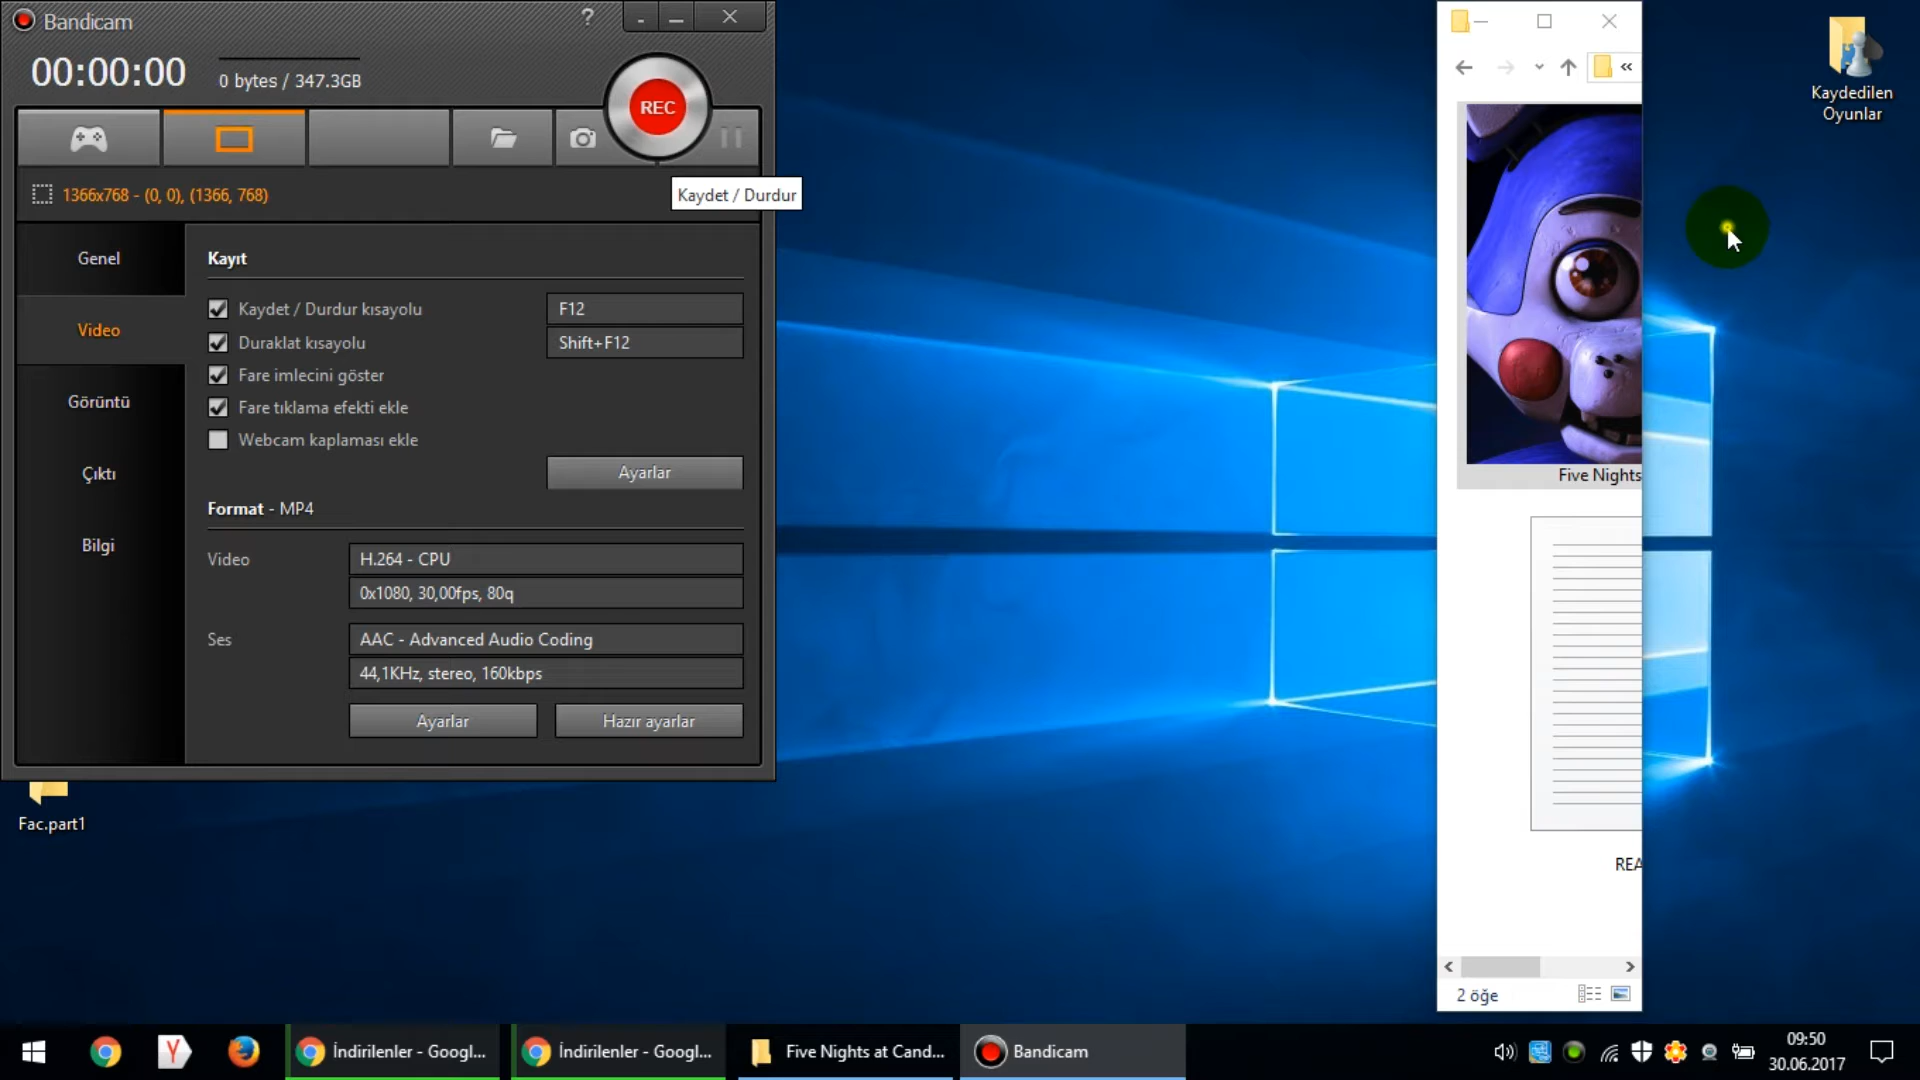 Bandicam
?
00:00:00
0 bytes / 347.3GB
REC
1366x768 - (0, 0), (1366, 768)
Kaydet / Durdur
Genel
Video
Görüntü
Çıktı
Bilgi
Kayıt
Kaydet / Durdur kısayolu
F12
Duraklat kısayolu
Shift+F12
Fare imlecini göster
Fare tıklama efekti ekle
Webcam kaplaması ekle
Ayarlar
Format - MP4
Video
H.264 - CPU
0x1080, 30,00fps, 80q
Ses
AAC - Advanced Audio Coding
44,1KHz, stereo, 160kbps
Ayarlar
Hazır ayarlar
Fac.part1
«
Five Nights
REA
2 öğe
Kaydedilen
Oyunlar
İndirilenler - Googl...
İndirilenler - Googl...
Five Nights at Cand...
Bandicam
09:50
30.06.2017